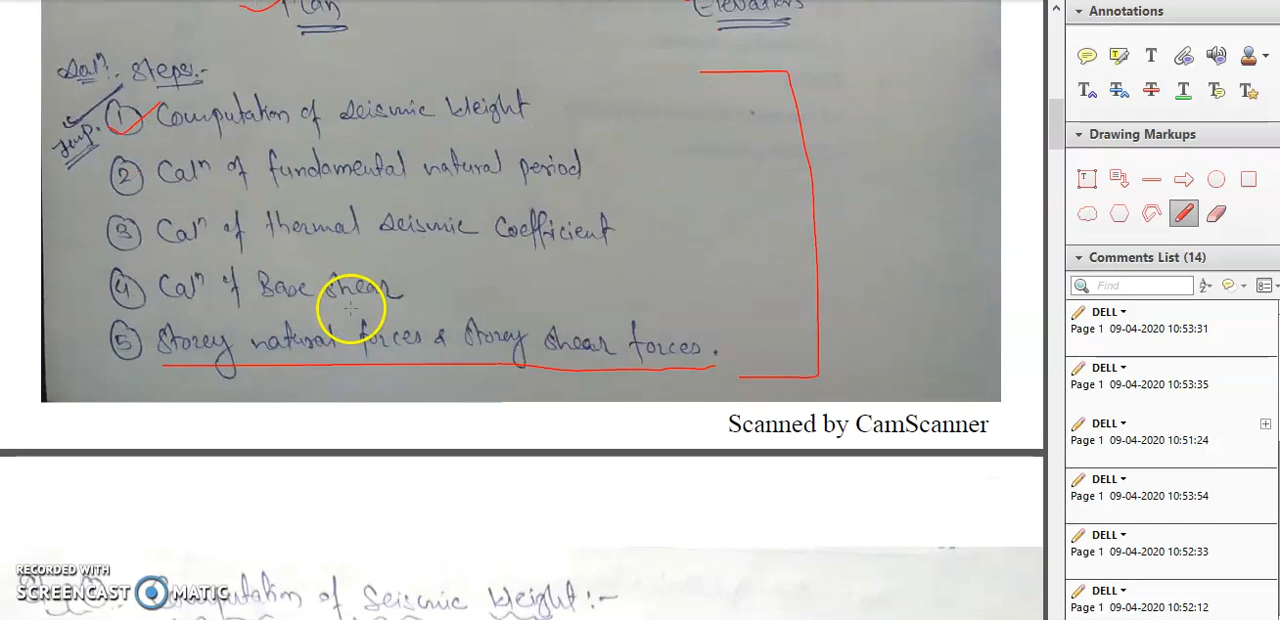 Plan
Elevations
Salⁿ. Steps:-
Imp.
① Computation of seismic Weight
② Calⁿ of fundamental natural period
③ Calⁿ of thermal seismic coefficient
④ Calⁿ of Base shear
⑤ Storey natural forces & storey shear forces.
Scanned by CamScanner
Computation of Seismic Weight:-
RECORDED WITH
SCREENCAST MATIC
Annotations
T
Drawing Markups
Comments List (14)
Find
DELL
Page 1 09-04-2020 10:53:31
DELL
Page 1 09-04-2020 10:53:35
DELL
Page 1 09-04-2020 10:51:24
DELL
Page 1 09-04-2020 10:53:54
DELL
Page 1 09-04-2020 10:52:33
DELL
Page 1 09-04-2020 10:52:12